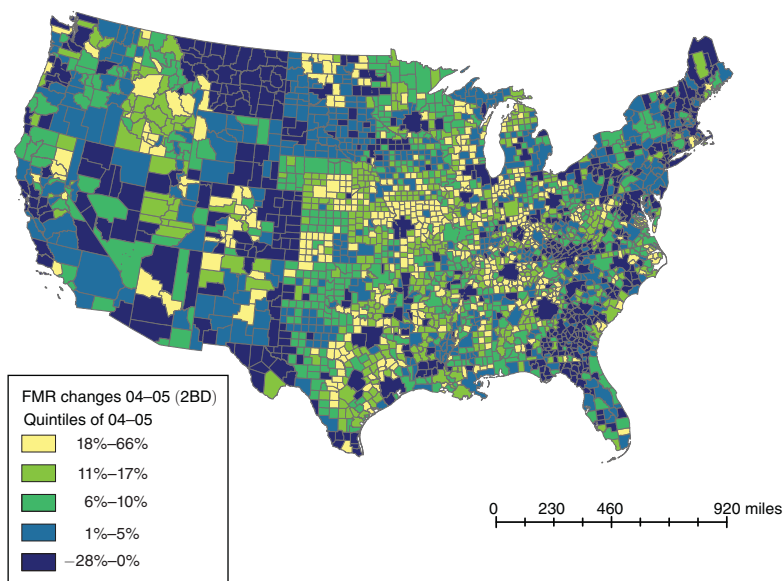 FMR changes 04–05 (2BD)
Quintiles of 04–05
18%–66%
11%–17%
6%–10%
1%–5%
−28%–0%
0 230 460 920 miles